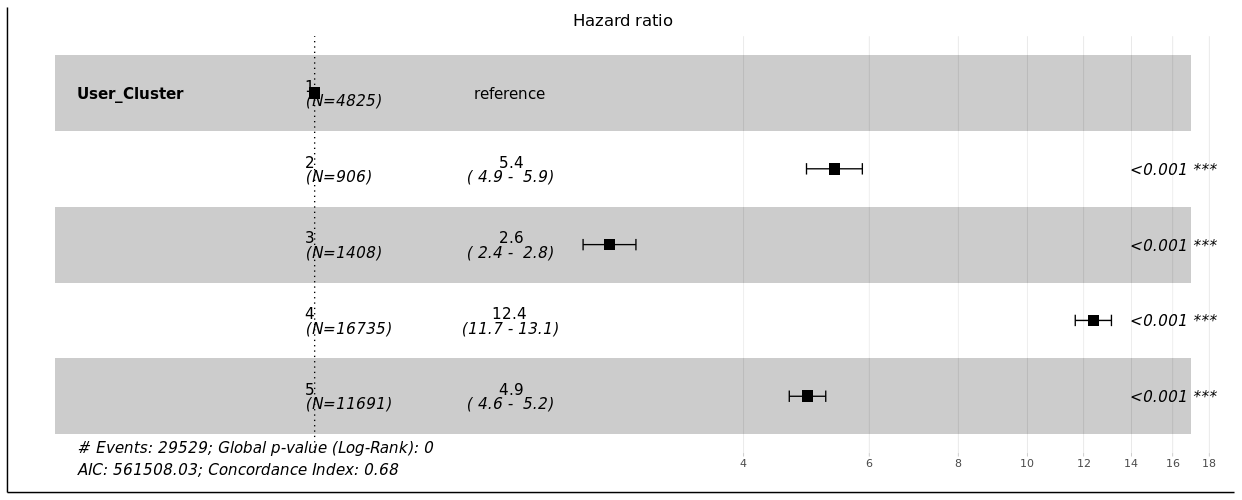 Hazard ratio
User_Cluster 1 reference
(N=4825)
2 5.4
(N=906) ( 4.9 - 5.9) <0.001 ***
3 2.6
(N=1408) ( 2.4 - 2.8) <0.001 ***
4 12.4
(N=16735) (11.7 - 13.1) <0.001 ***
5 4.9
(N=11691) ( 4.6 - 5.2) <0.001 ***
# Events: 29529; Global p-value (Log-Rank): 0
AIC: 561508.03; Concordance Index: 0.68
4 6 8 10 12 14 16 18